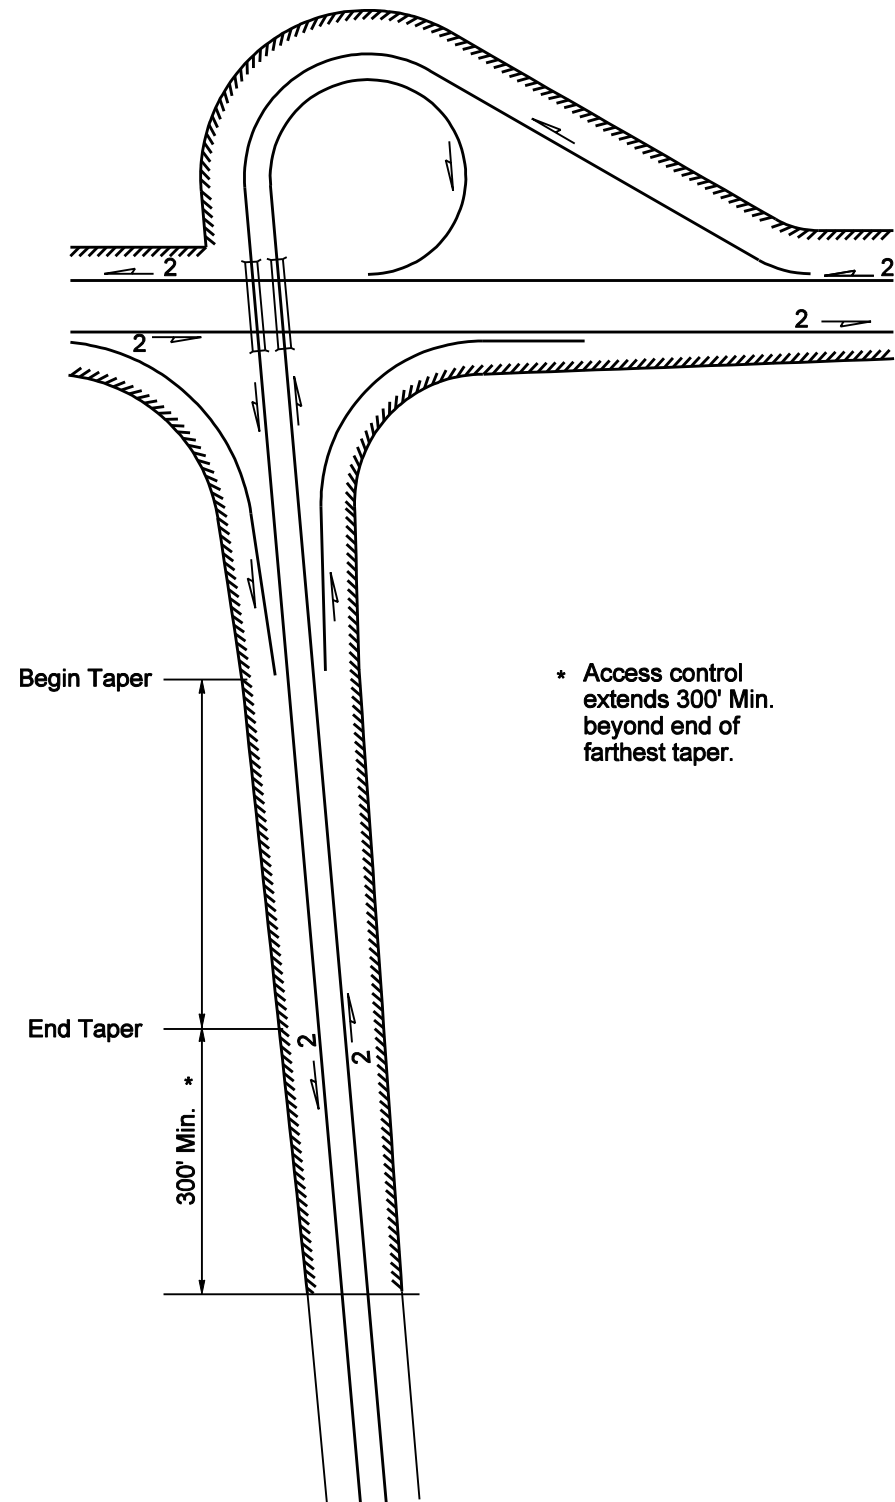 2
2
2
2
Begin Taper
* Access control
extends 300' Min.
beyond end of
farthest taper.
End Taper
2
2
300' Min. *